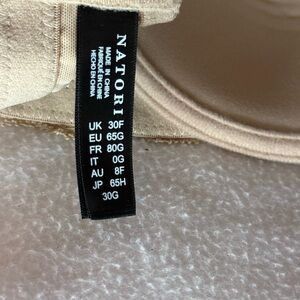 NATORI
MADE IN CHINA
FABRIQUÉ EN CHINE
HECHO EN CHINA
UK 30F
EU 65G
FR 80G
IT 0G
AU 8F
JP 65H
30G